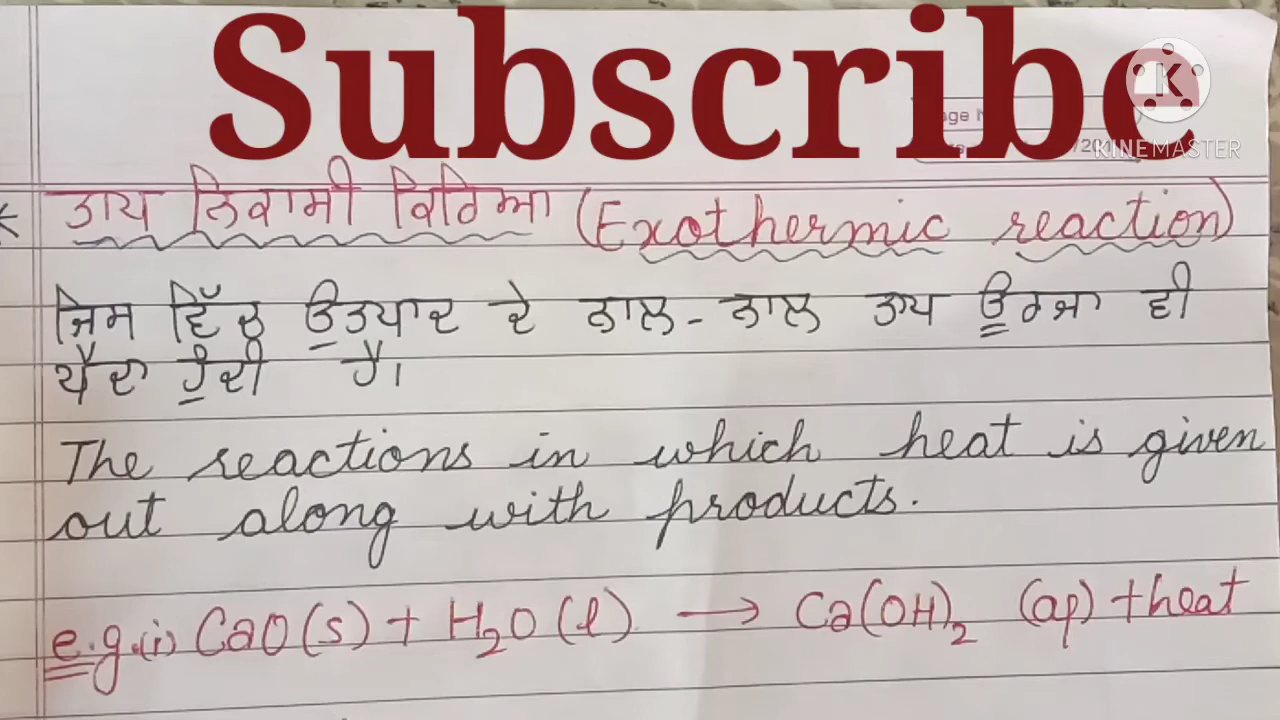 Subscribe
K
KINEMASTER
ਤਾਪ ਨਿਕਾਸੀ ਕਿਰਿਆ (Exothermic reaction)
ਜਿਸ ਵਿੱਚ ਉਤਪਾਦ ਦੇ ਨਾਲ - ਨਾਲ ਤਾਪ ਊਰਜਾ ਵੀ
ਪੈਦਾ ਹੁੰਦੀ ਹੈ।
The reactions in which heat is given
out along with products.
e.g.(i) CaO(s) + H₂O(l) → Ca(OH)₂ (aq) + heat